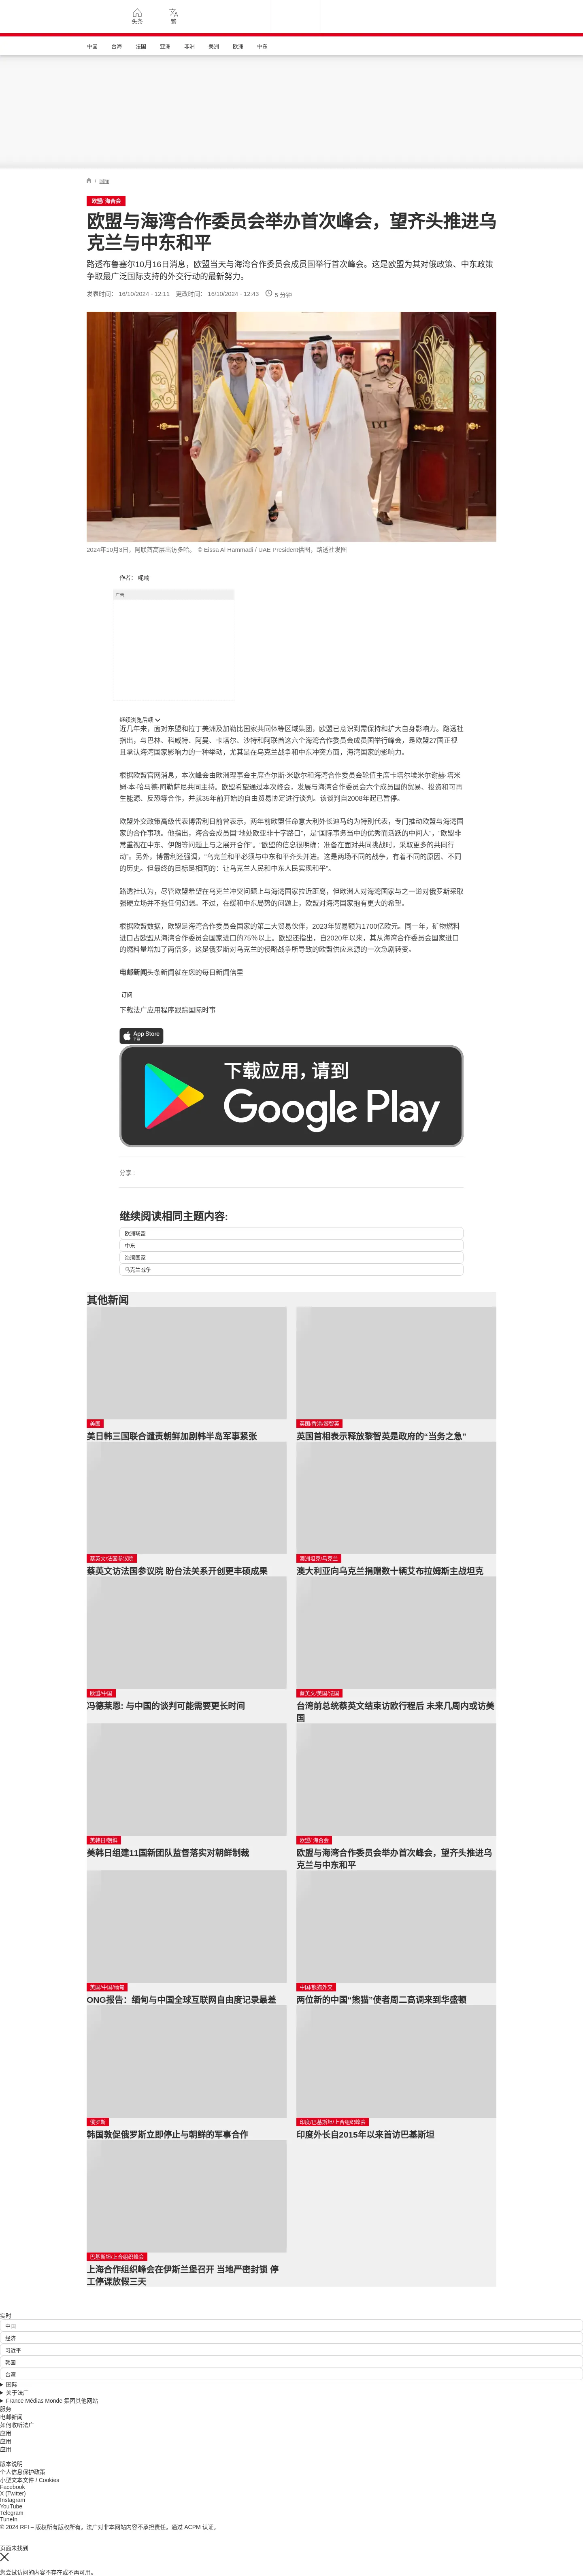 头条
繁
中国
台海
法国
亚洲
非洲
美洲
欧洲
中东
/ 国际
欧盟/ 海合会
欧盟与海湾合作委员会举办首次峰会，望齐头推进乌
克兰与中东和平
路透布鲁塞尔10月16日消息，欧盟当天与海湾合作委员会成员国举行首次峰会。这是欧盟为其对俄政策、中东政策
争取最广泛国际支持的外交行动的最新努力。
发表时间： 16/10/2024 - 12:11 更改时间： 16/10/2024 - 12:43 5 分钟
2024年10月3日，阿联酋高层出访多哈。 © Eissa Al Hammadi / UAE President供图，路透社发图
作者： 呢喃
广告
继续浏览后续
近几年来，面对东盟和拉丁美洲及加勒比国家共同体等区域集团，欧盟已意识到需保持和扩大自身影响力。路透社
指出，与巴林、科威特、阿曼、卡塔尔、沙特和阿联酋这六个海湾合作委员会成员国举行峰会，是欧盟27国正视
且承认海湾国家影响力的一种举动，尤其是在乌克兰战争和中东冲突方面，海湾国家的影响力。
根据欧盟官网消息，本次峰会由欧洲理事会主席查尔斯·米歇尔和海湾合作委员会轮值主席卡塔尔埃米尔谢赫·塔米
姆·本·哈马德·阿勒萨尼共同主持。欧盟希望通过本次峰会，发展与海湾合作委员会六个成员国的贸易、投资和可再
生能源、反恐等合作，并就35年前开始的自由贸易协定进行谈判。该谈判自2008年起已暂停。
欧盟外交政策高级代表博雷利日前曾表示，两年前欧盟任命意大利外长迪马约为特别代表，专门推动欧盟与海湾国
家的合作事项。他指出，海合会成员国“地处欧亚非十字路口”，是“国际事务当中的优秀而活跃的中间人”，“欧盟非
常重视在中东、伊朗等问题上与之展开合作”。“欧盟的信息很明确：准备在面对共同挑战时，采取更多的共同行
动”。另外，博雷利还强调，“乌克兰和平必须与中东和平齐头并进。这是两场不同的战争，有着不同的原因、不同
的历史。但最终的目标是相同的：让乌克兰人民和中东人民实现和平”。
路透社认为，尽管欧盟希望在乌克兰冲突问题上与海湾国家拉近距离，但欧洲人对海湾国家与之一道对俄罗斯采取
强硬立场并不抱任何幻想。不过，在缓和中东局势的问题上，欧盟对海湾国家抱有更大的希望。
根据欧盟数据，欧盟是海湾合作委员会国家的第二大贸易伙伴，2023年贸易额为1700亿欧元。同一年，矿物燃料
进口占欧盟从海湾合作委员会国家进口的75%以上。欧盟还指出，自2020年以来，其从海湾合作委员会国家进口
的燃料量增加了两倍多，这是俄罗斯对乌克兰的侵略战争所导致的欧盟供应来源的一次急剧转变。
电邮新闻头条新闻就在您的每日新闻信里
订阅
下载法广应用程序跟踪国际时事
App Store
下载
下载应用，请到
Google Play
分享 :
继续阅读相同主题内容:
欧洲联盟
中东
海湾国家
乌克兰战争
其他新闻
美国
美日韩三国联合谴责朝鲜加剧韩半岛军事紧张
英国/香港/黎智英
英国首相表示释放黎智英是政府的“当务之急”
蔡英文/法国参议院
蔡英文访法国参议院 盼台法关系开创更丰硕成果
澳洲坦克/乌克兰
澳大利亚向乌克兰捐赠数十辆艾布拉姆斯主战坦克
欧盟/中国
冯德莱恩: 与中国的谈判可能需要更长时间
蔡英文/美国/法国
台湾前总统蔡英文结束访欧行程后 未来几周内或访美
国
美韩日/朝鲜
美韩日组建11国新团队监督落实对朝鲜制裁
欧盟/ 海合会
欧盟与海湾合作委员会举办首次峰会，望齐头推进乌
克兰与中东和平
美国/中国/缅甸
ONG报告：缅甸与中国全球互联网自由度记录最差
中国/熊猫外交
两位新的中国“熊猫”使者周二高调来到华盛顿
俄罗斯
韩国敦促俄罗斯立即停止与朝鲜的军事合作
印度/巴基斯坦/上合组织峰会
印度外长自2015年以来首访巴基斯坦
巴基斯坦/上合组织峰会
上海合作组织峰会在伊斯兰堡召开 当地严密封锁 停
工停课放假三天
实时
中国
经济
习近平
韩国
台湾
国际
关于法广
France Médias Monde 集团其他网站
服务
电邮新闻
如何收听法广
应用
应用
应用
版本说明
个人信息保护政策
小型文本文件 / Cookies
Facebook
X (Twitter)
Instagram
YouTube
Telegram
TuneIn
© 2024 RFI – 版权所有版权所有。法广对非本网站内容不承担责任。通过 ACPM 认证。
页面未找到
您尝试访问的内容不存在或不再可用。